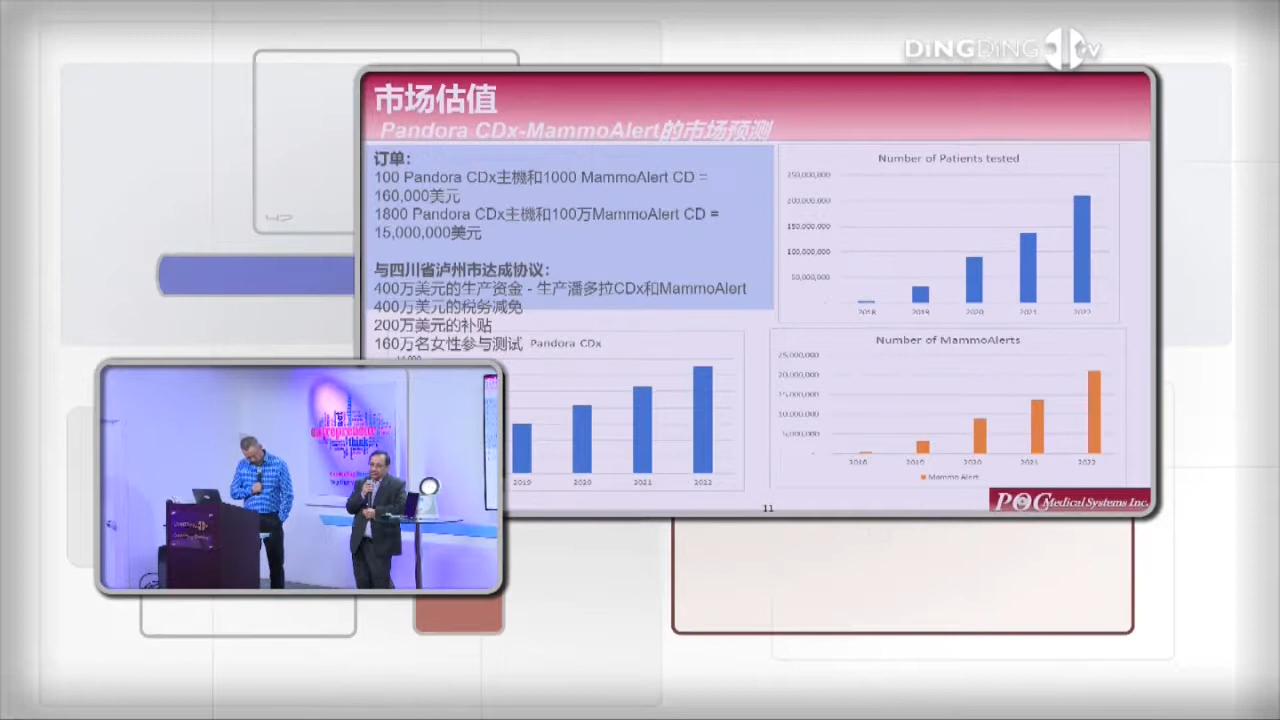 DiNGDiNG TV
市场估值
Pandora CDx-MammoAlert的市场预测
订单:
100 Pandora CDx主機和1000 MammoAlert CD =
160,000美元
1800 Pandora CDx主機和100万MammoAlert CD =
15,000,000美元
与四川省泸州市达成协议:
400万美元的生产资金 - 生产潘多拉CDx和MammoAlert
400万美元的税务减免
200万美元的补贴
160万名女性参与测试
Pandora CDx
14,000
2019 2020 2021 2022
Number of Patients tested
250,000,000
200,000,000
150,000,000
100,000,000
50,000,000
-
2018 2019 2020 2021 2022
Number of MammoAlerts
25,000,000
20,000,000
15,000,000
10,000,000
5,000,000
-
2018 2019 2020 2021 2022
Mammo Alert
11
POC Medical Systems Inc.
entrepreneur
think
DiNGDiNG TV